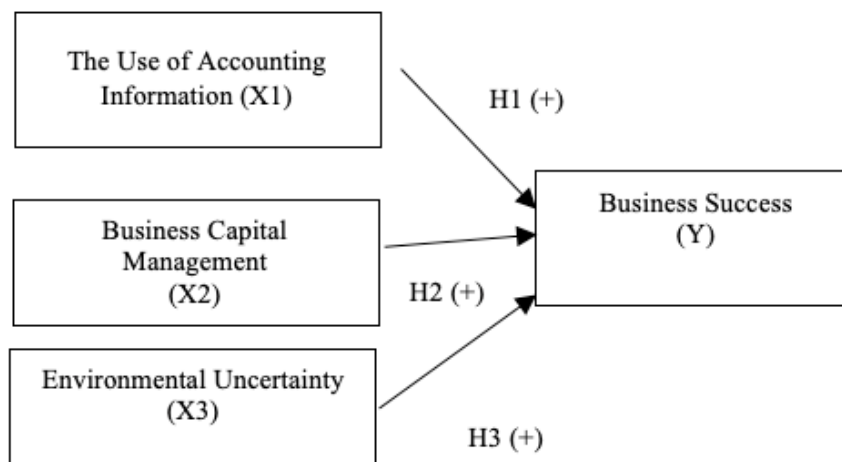 The Use of Accounting
Information (X1)
H1 (+)
Business Capital
Management
(X2)
H2 (+)
Environmental Uncertainty
(X3)
H3 (+)
Business Success
(Y)